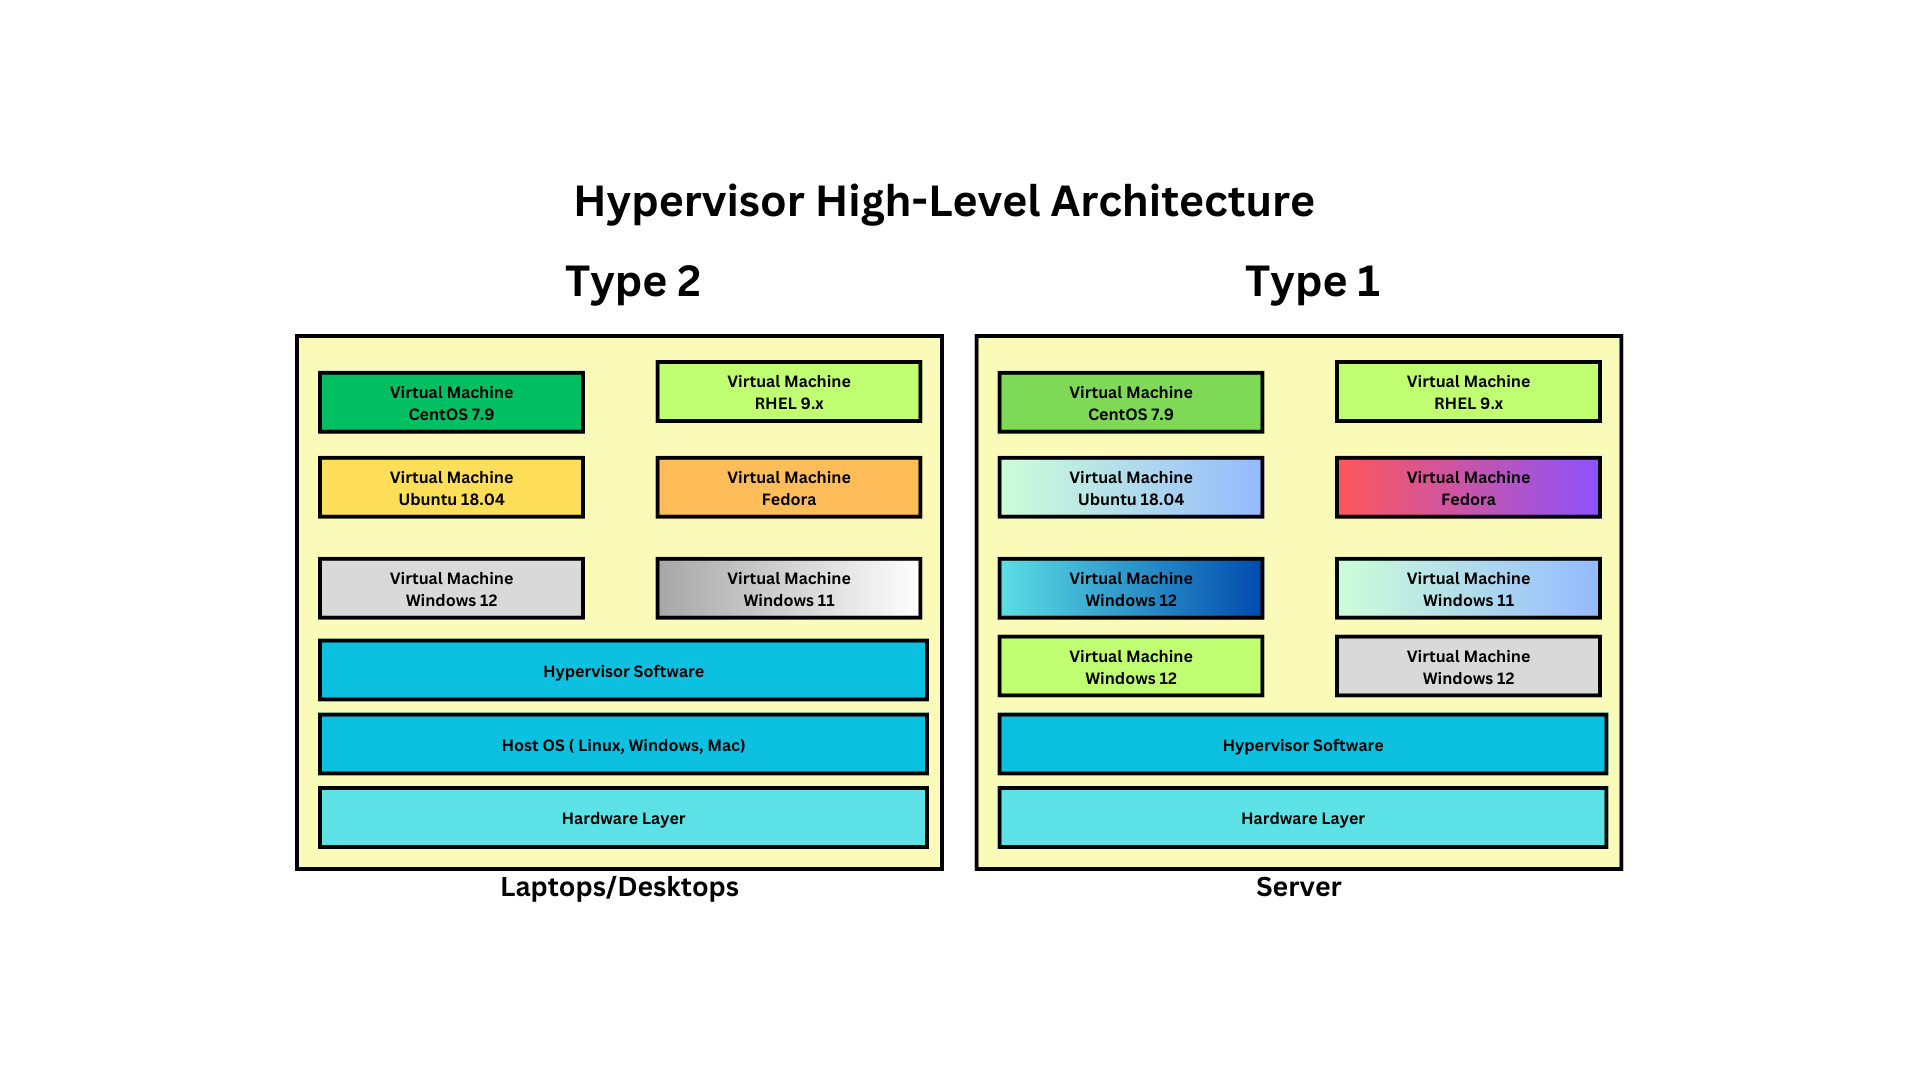 Hypervisor High-Level Architecture
Type 2
Virtual Machine
CentOS 7.9
Virtual Machine
RHEL 9.x
Virtual Machine
Ubuntu 18.04
Virtual Machine
Fedora
Virtual Machine
Windows 12
Virtual Machine
Windows 11
Hypervisor Software
Host OS ( Linux, Windows, Mac)
Hardware Layer
Laptops/Desktops
Type 1
Virtual Machine
CentOS 7.9
Virtual Machine
RHEL 9.x
Virtual Machine
Ubuntu 18.04
Virtual Machine
Fedora
Virtual Machine
Windows 12
Virtual Machine
Windows 11
Virtual Machine
Windows 12
Virtual Machine
Windows 12
Hypervisor Software
Hardware Layer
Server